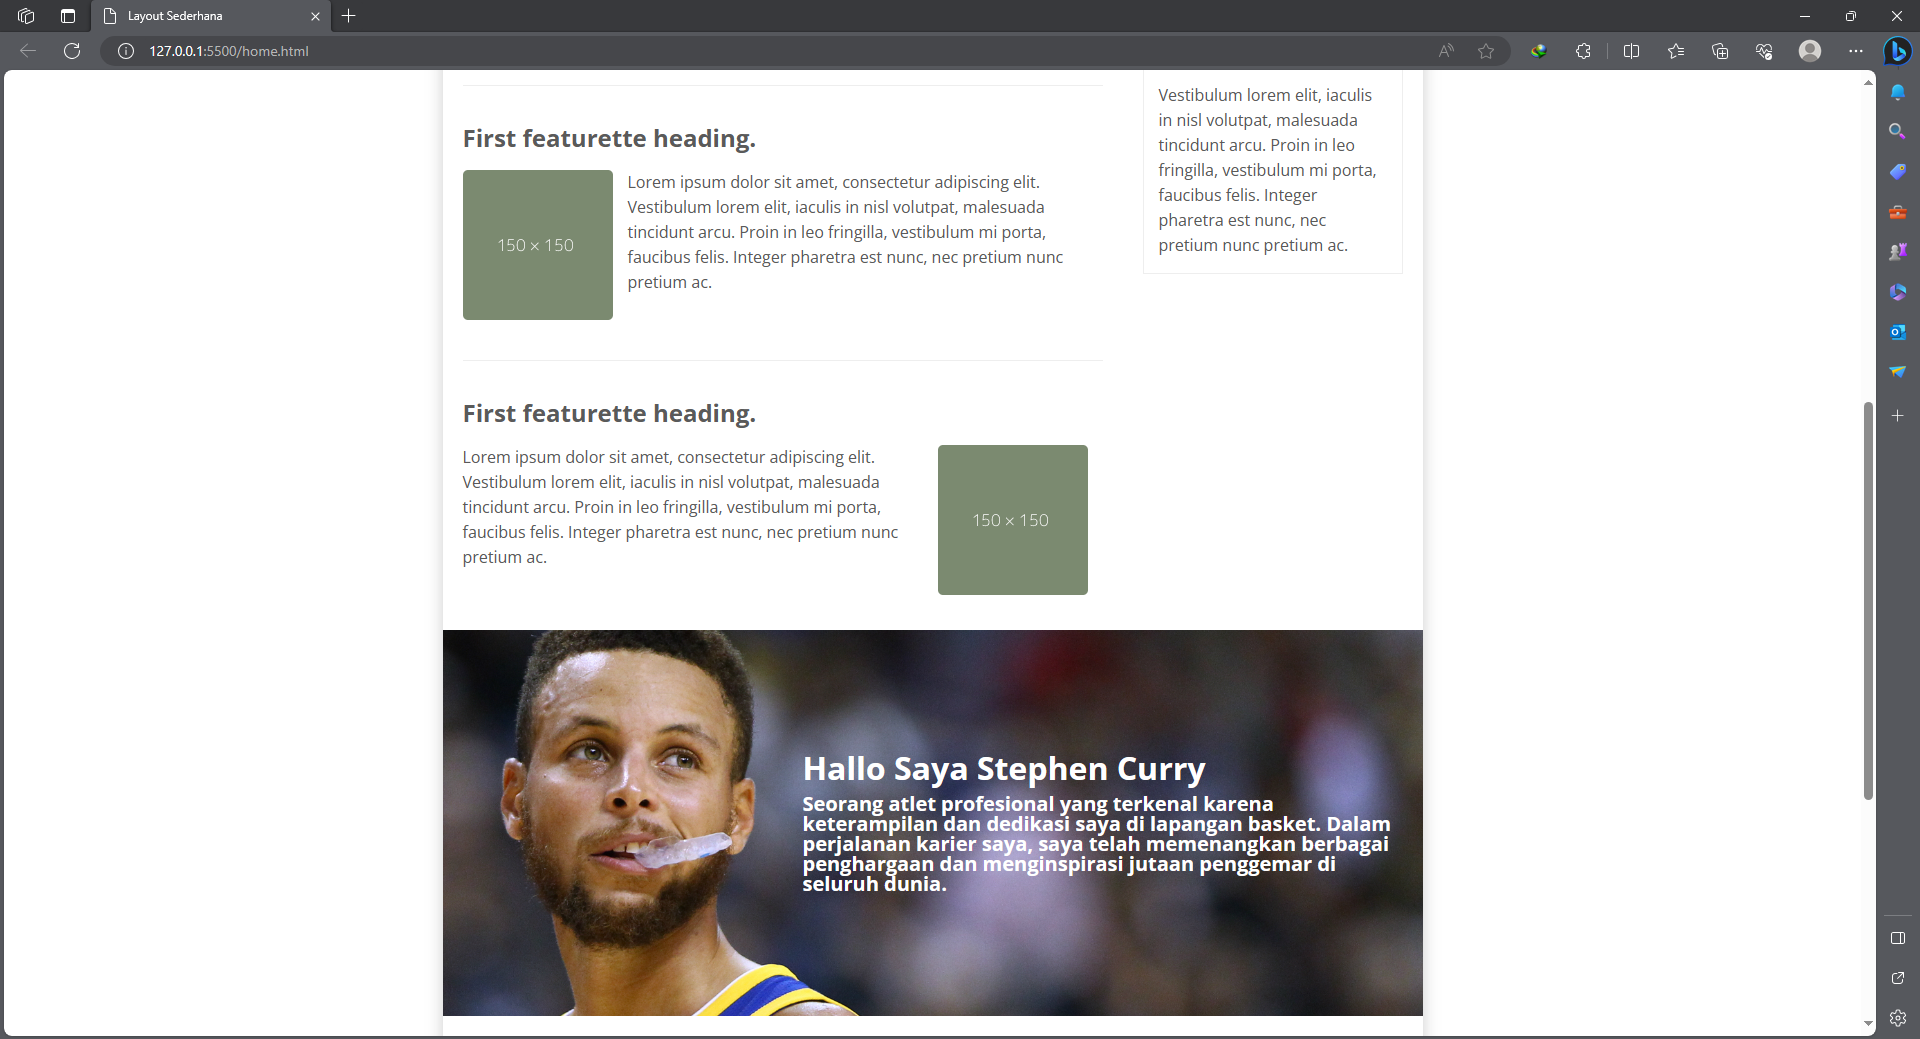 Layout Sederhana
127.0.0.1:5500/home.html
Vestibulum lorem elit, iaculis
in nisl volutpat, malesuada
tincidunt arcu. Proin in leo
fringilla, vestibulum mi porta,
faucibus felis. Integer
pharetra est nunc, nec
pretium nunc pretium ac.
First featurette heading.
150 × 150
Lorem ipsum dolor sit amet, consectetur adipiscing elit.
Vestibulum lorem elit, iaculis in nisl volutpat, malesuada
tincidunt arcu. Proin in leo fringilla, vestibulum mi porta,
faucibus felis. Integer pharetra est nunc, nec pretium nunc
pretium ac.
First featurette heading.
Lorem ipsum dolor sit amet, consectetur adipiscing elit.
Vestibulum lorem elit, iaculis in nisl volutpat, malesuada
tincidunt arcu. Proin in leo fringilla, vestibulum mi porta,
faucibus felis. Integer pharetra est nunc, nec pretium nunc
pretium ac.
150 × 150
Hallo Saya Stephen Curry
Seorang atlet profesional yang terkenal karena
keterampilan dan dedikasi saya di lapangan basket. Dalam
perjalanan karier saya, saya telah memenangkan berbagai
penghargaan dan menginspirasi jutaan penggemar di
seluruh dunia.